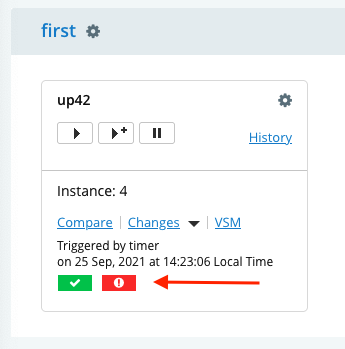 first
up42
History
Instance: 4
Compare | Changes | VSM
Triggered by timer
on 25 Sep, 2021 at 14:23:06 Local Time